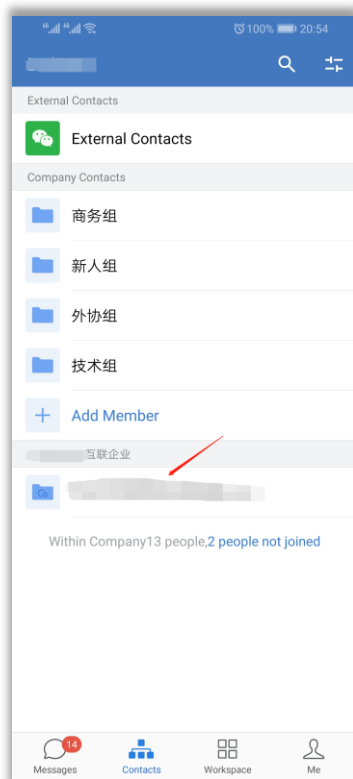 100% 20:54
External Contacts
External Contacts
Company Contacts
商务组
新人组
外协组
技术组
Add Member
互联企业
Within Company13 people,2 people not joined
14
Messages Contacts Workspace Me